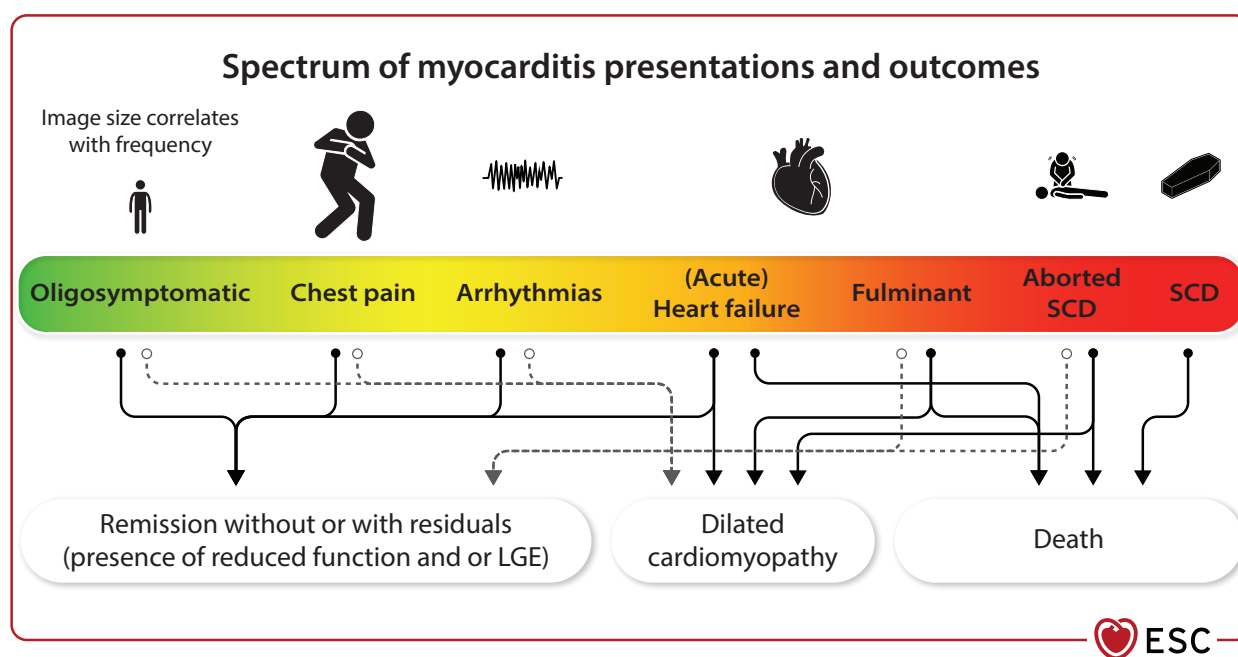 Spectrum of myocarditis presentations and outcomes
Image size correlates
with frequency
Oligosymptomatic
Chest pain
Arrhythmias
(Acute)
Heart failure
Fulminant
Aborted
SCD
SCD
Remission without or with residuals
(presence of reduced function and or LGE)
Dilated
cardiomyopathy
Death
ESC